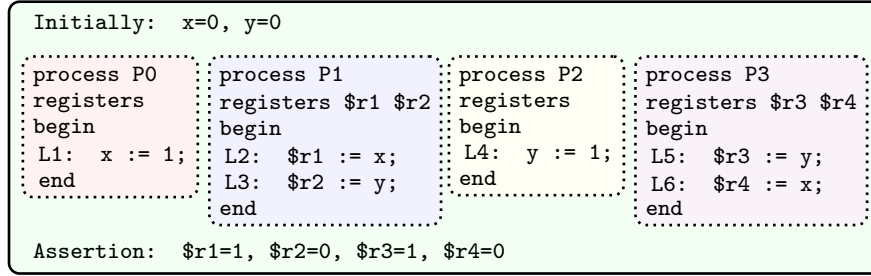 Initially: x=0, y=0
process P0
registers
begin
L1: x := 1;
end
process P1
registers $r1 $r2
begin
L2: $r1 := x;
L3: $r2 := y;
end
process P2
registers
begin
L4: y := 1;
end
process P3
registers $r3 $r4
begin
L5: $r3 := y;
L6: $r4 := x;
end
Assertion: $r1=1, $r2=0, $r3=1, $r4=0